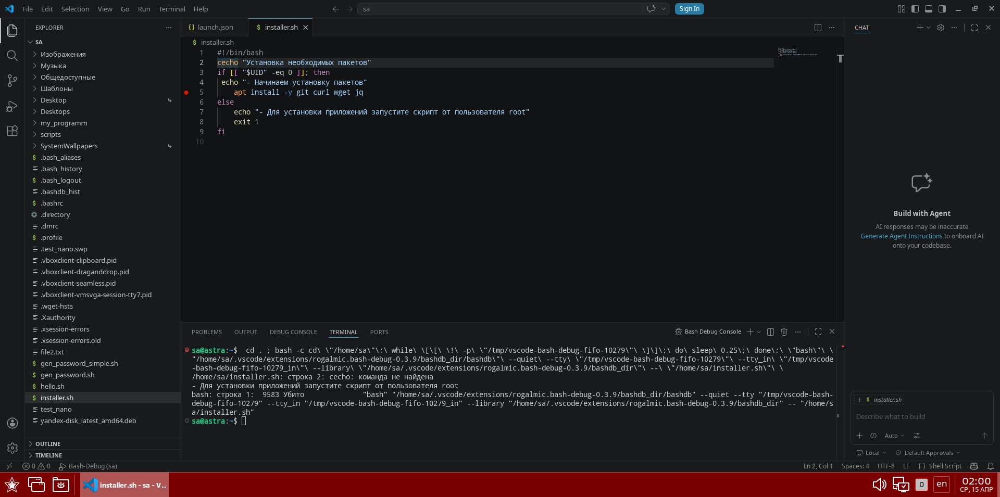 File Edit Selection View Go Run Terminal Help
sa
Sign In
EXPLORER
SA
Изображения
Музыка
Общедоступные
Шаблоны
Desktop
Desktops
my_programm
scripts
SystemWallpapers
.bash_aliases
.bash_history
.bash_logout
.bashdb_hist
.bashrc
.directory
.dmrc
.profile
.test_nano.swp
.vboxclient-clipboard.pid
.vboxclient-draganddrop.pid
.vboxclient-seamless.pid
.vboxclient-vmsvga-session-tty7.pid
.wget-hsts
.Xauthority
.xsession-errors
.xsession-errors.old
file2.txt
gen_password_simple.sh
gen_password.sh
hello.sh
installer.sh
test_nano
yandex-disk_latest_amd64.deb
OUTLINE
TIMELINE
launch.json
installer.sh
installer.sh
1 #!/bin/bash
2 cecho "Установка необходимых пакетов"
3 if [[ "$UID" -eq 0 ]]; then
4 echo "- Начинаем установку пакетов"
5 apt install -y git curl wget jq
6 else
7 echo "- Для установки приложений запустите скрипт от пользователя root"
8 exit 1
9 fi
10
PROBLEMS OUTPUT DEBUG CONSOLE TERMINAL PORTS
Bash Debug Console
sa@astra:~$  cd . ; bash -c cd\ \"/home/sa\"\;\ while\ \[\[\ \!\ -p\ \"/tmp/vscode-bash-debug-fifo-10279\"\ \]\]\;\ do\ sleep\ 0.25\;\ done\;\ \"bash\"\ \
"/home/sa/.vscode/extensions/rogalmic.bash-debug-0.3.9/bashdb_dir/bashdb\"\ --quiet\ --tty\ \"/tmp/vscode-bash-debug-fifo-10279\"\ --tty_in\ \"/tmp/vscode
-bash-debug-fifo-10279_in\"\ --library\ \"/home/sa/.vscode/extensions/rogalmic.bash-debug-0.3.9/bashdb_dir\"\ --\ \"/home/sa/installer.sh\"\ \
/home/sa/installer.sh: строка 2: cecho: команда не найдена
- Для установки приложений запустите скрипт от пользователя root
bash: строка 1:  9583 Убито              "bash" "/home/sa/.vscode/extensions/rogalmic.bash-debug-0.3.9/bashdb_dir/bashdb" --quiet --tty "/tmp/vscode-bash-
debug-fifo-10279" --tty_in "/tmp/vscode-bash-debug-fifo-10279_in" --library "/home/sa/.vscode/extensions/rogalmic.bash-debug-0.3.9/bashdb_dir" -- "/home/s
a/installer.sh"
sa@astra:~$
CHAT
Build with Agent
AI responses may be inaccurate
Generate Agent Instructions to onboard AI
onto your codebase.
installer.sh
Describe what to build
Auto
Local Default Approvals
0 0 Bash-Debug (sa)
Ln 2, Col 1 Spaces: 4 UTF-8 LF { } Shell Script
installer.sh - sa - V...
0
en
02:00
СР, 15 АПР